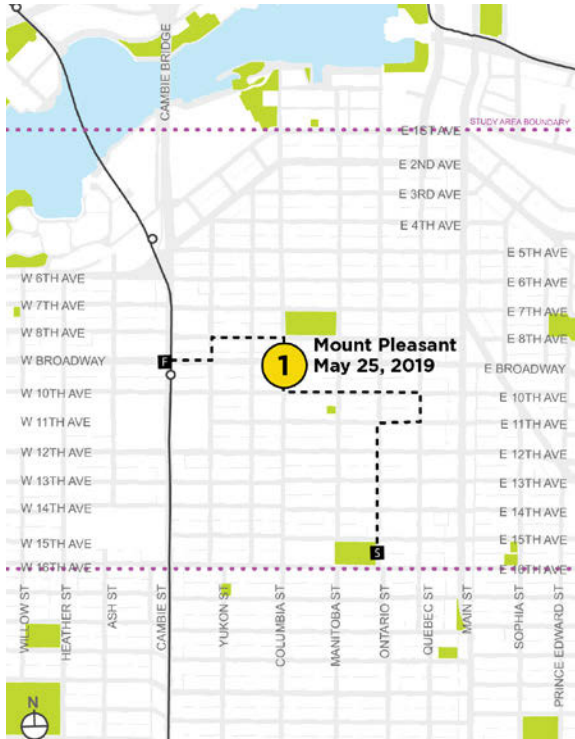 CAMBIE BRIDGE
STUDY AREA BOUNDARY
E 1ST AVE
E 2ND AVE
E 3RD AVE
E 4TH AVE
E 5TH AVE
W 6TH AVE
E 6TH AVE
W 7TH AVE
E 7TH AVE
W 8TH AVE
E 8TH AVE
Mount Pleasant
May 25, 2019
1
F
W BROADWAY
E BROADWAY
W 10TH AVE
E 10TH AVE
W 11TH AVE
E 11TH AVE
W 12TH AVE
E 12TH AVE
W 13TH AVE
E 13TH AVE
W 14TH AVE
E 14TH AVE
W 15TH AVE
E 15TH AVE
S
W 16TH AVE
E 16TH AVE
WILLOW ST
HEATHER ST
ASH ST
CAMBIE ST
YUKON ST
COLUMBIA ST
MANITOBA ST
ONTARIO ST
QUEBEC ST
MAIN ST
SOPHIA ST
PRINCE EDWARD ST
N